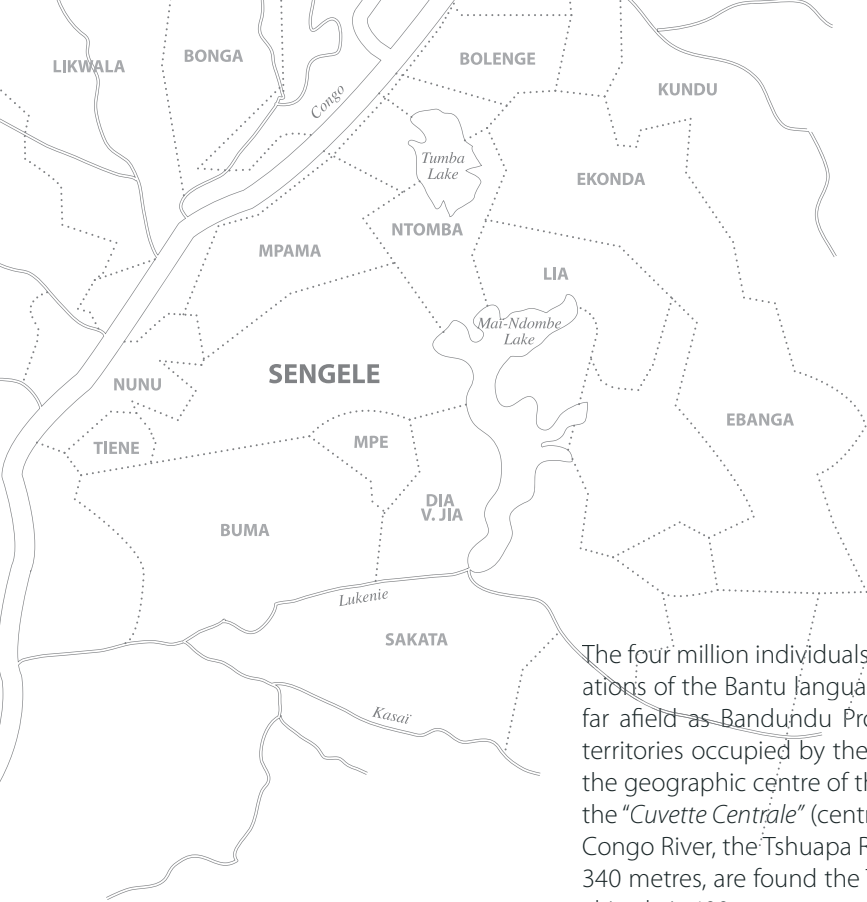 LIKWALA
BONGA
BOLENGE
KUNDU
Congo
Tumba
Lake
EKONDA
NTOMBA
MPAMA
LIA
Maï-Ndombe
Lake
SENGELE
NUNU
EBANGA
TIENE
MPE
DIA
V. JIA
BUMA
Lukenie
SAKATA
Kasaï
The four million individuals
ations of the Bantu langua
far afield as Bandundu Pro
territories occupied by the
the geographic centre of th
the “Cuvette Centrale” (centr
Congo River, the Tshuapa R
340 metres, are found the T